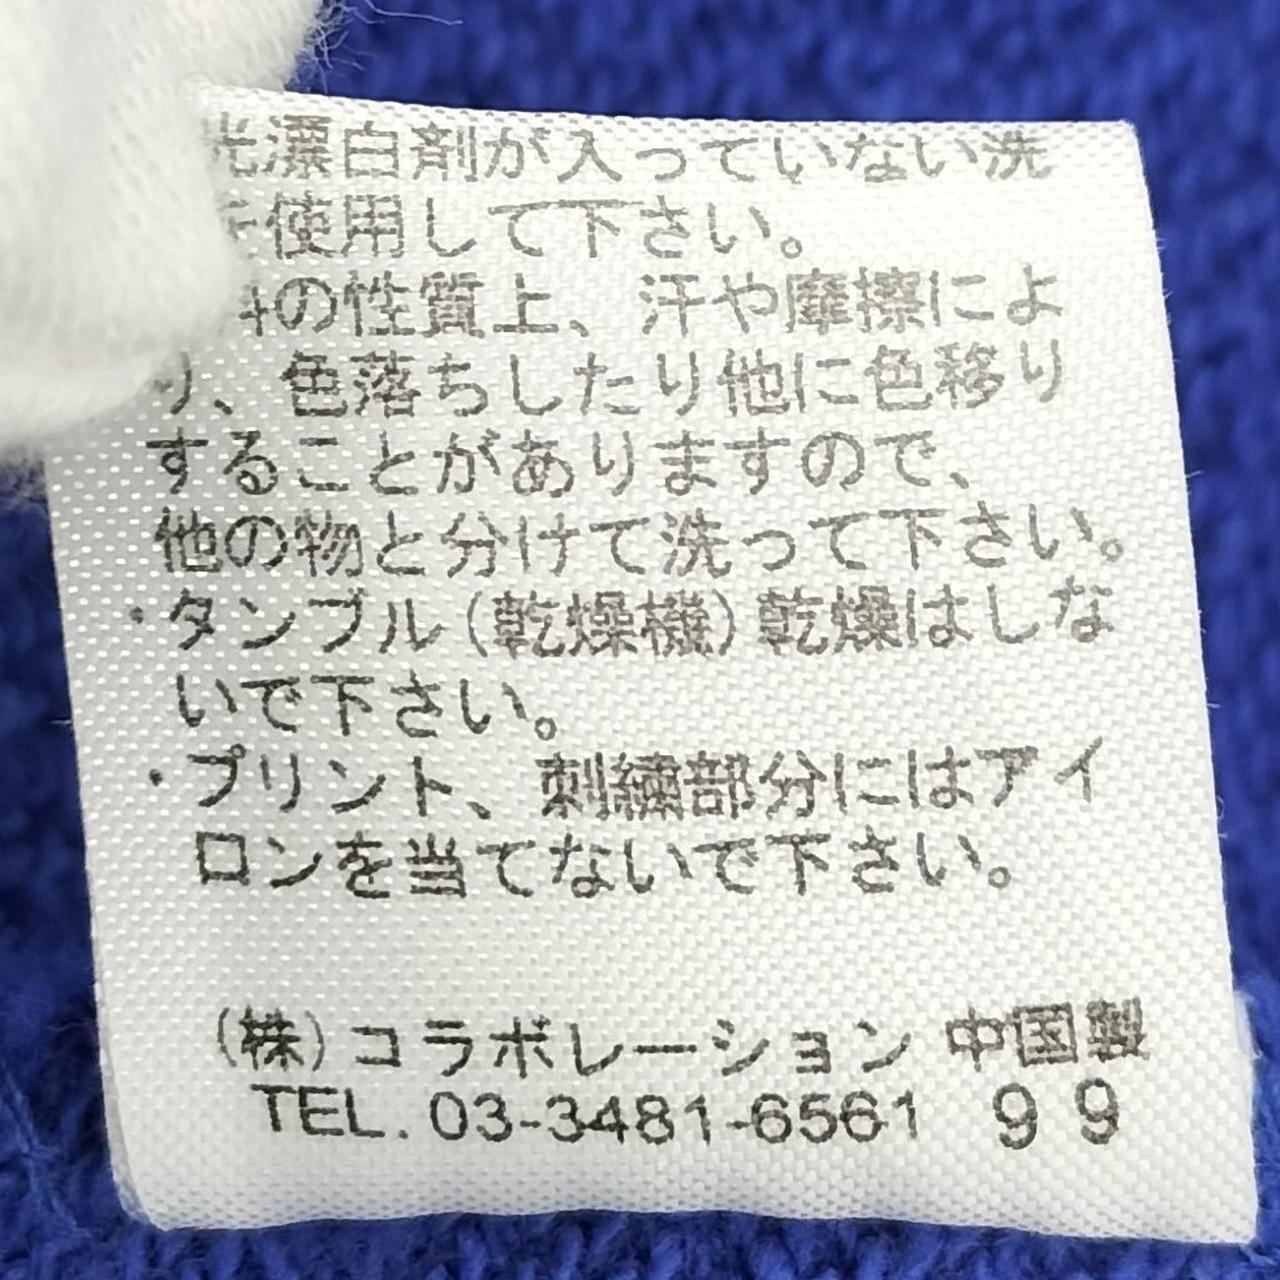 光漂白剤が入っていない洗
使用して下さい。
の性質上、汗や摩擦によ
り、色落ちしたり他に色移り
することがありますので、
他の物と分けて洗って下さい。
・タンブル(乾燥機)乾燥はしな
いで下さい。
・プリント、刺繍部分にはアイ
ロンを当てないで下さい。
(株)コラボレーション 中国製
TEL. 03-3481-6561 99